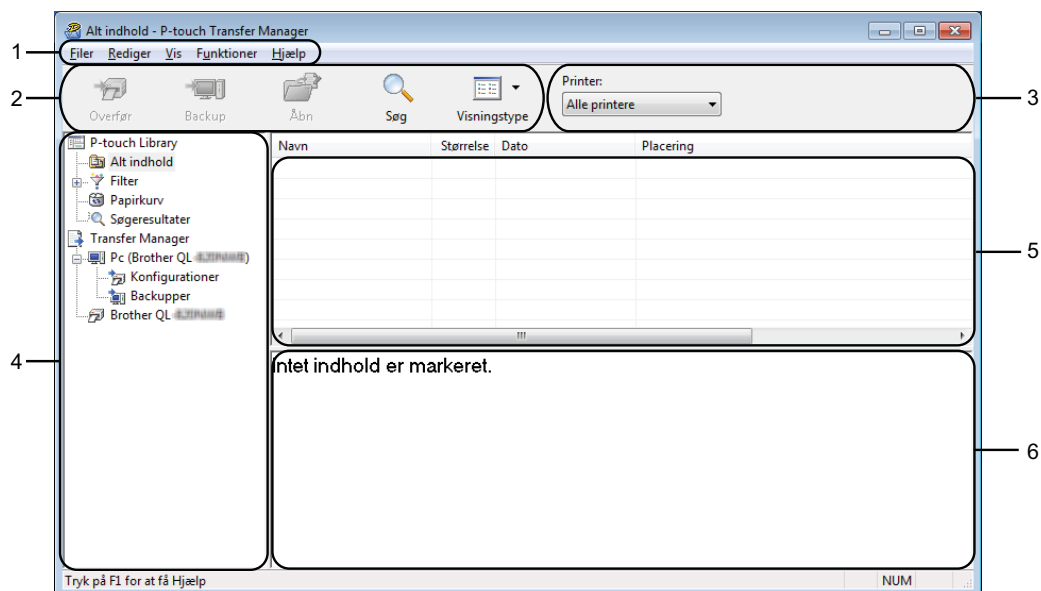 Alt indhold - P-touch Transfer Manager
1
Filer Rediger Vis Funktioner Hjælp
2
Overfør Backup Åbn Søg Visningstype
Printer:
Alle printere
3
P-touch Library
Alt indhold
Filter
Papirkurv
Søgeresultater
Transfer Manager
Pc (Brother QL )
Konfigurationer
Backupper
Brother QL
4
Navn Størrelse Dato Placering
5
Intet indhold er markeret.
6
Tryk på F1 for at få Hjælp NUM